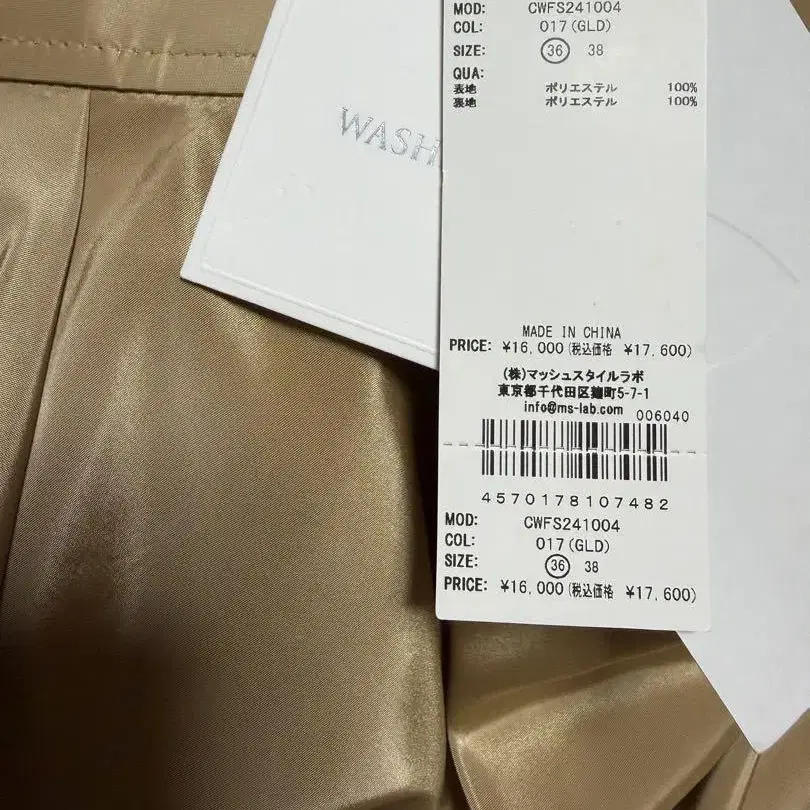 WASH
MOD: CWFS241004
COL: 017(GLD)
SIZE: 36 38
QUA:
表地 ポリエステル 100%
裏地 ポリエステル 100%
MADE IN CHINA
PRICE: ¥16,000(税込価格 ¥17,600)
(株)マッシュスタイルラボ
東京都千代田区麹町5-7-1
info@ms-lab.com 006040
4570178107482
MOD: CWFS241004
COL: 017(GLD)
SIZE: 36 38
PRICE: ¥16,000(税込価格 ¥17,600)